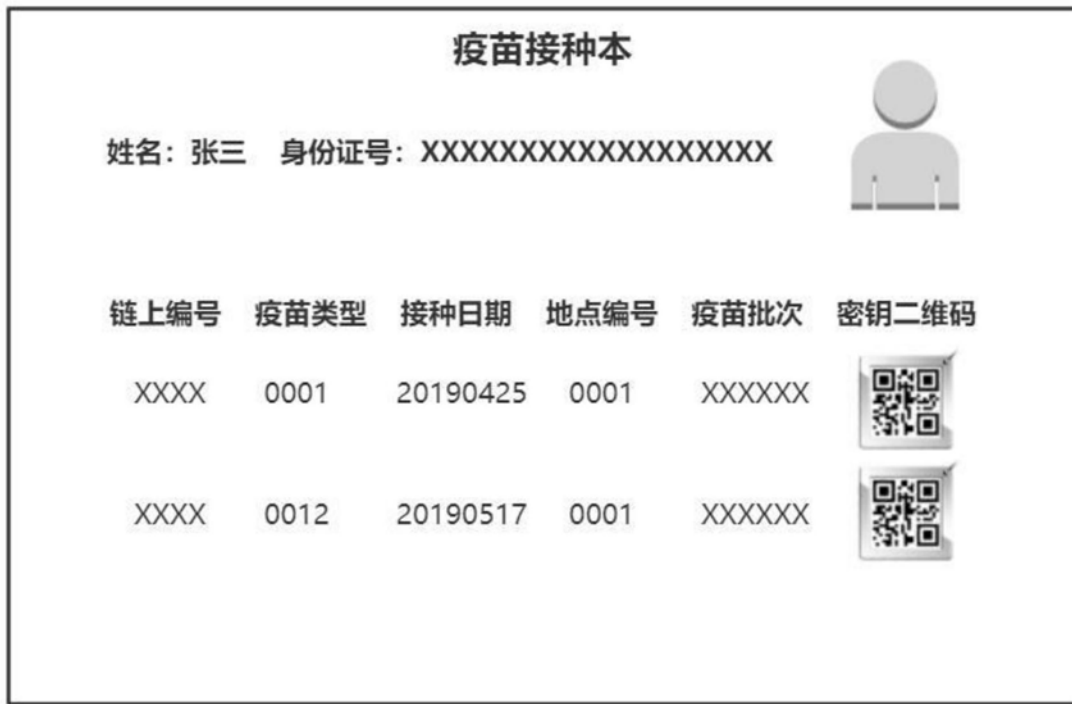 疫苗接种本
姓名：张三 身份证号：XXXXXXXXXXXXXXXXXX
链上编号 疫苗类型 接种日期 地点编号 疫苗批次 密钥二维码
XXXX 0001 20190425 0001 XXXXXX
XXXX 0012 20190517 0001 XXXXXX